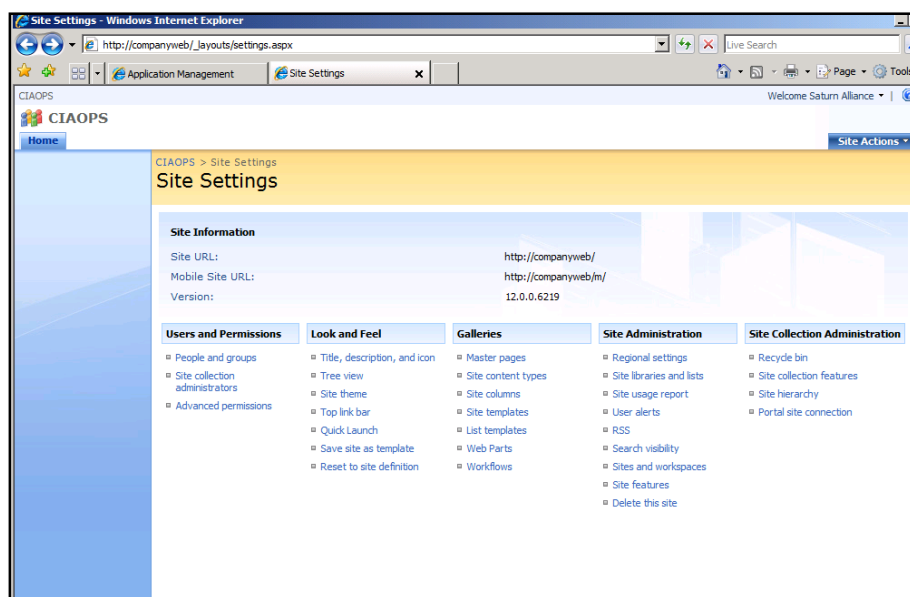 Site Settings - Windows Internet Explorer
http://companyweb/_layouts/settings.aspx
Live Search
Application Management
Site Settings
Page
Tools
CIAOPS
Welcome Saturn Alliance
CIAOPS
Home
Site Actions
CIAOPS > Site Settings
Site Settings
Site Information
Site URL: http://companyweb/
Mobile Site URL: http://companyweb/m/
Version: 12.0.0.6219
Users and Permissions
People and groups
Site collection
administrators
Advanced permissions
Look and Feel
Title, description, and icon
Tree view
Site theme
Top link bar
Quick Launch
Save site as template
Reset to site definition
Galleries
Master pages
Site content types
Site columns
Site templates
List templates
Web Parts
Workflows
Site Administration
Regional settings
Site libraries and lists
Site usage report
User alerts
RSS
Search visibility
Sites and workspaces
Site features
Delete this site
Site Collection Administration
Recycle bin
Site collection features
Site hierarchy
Portal site connection